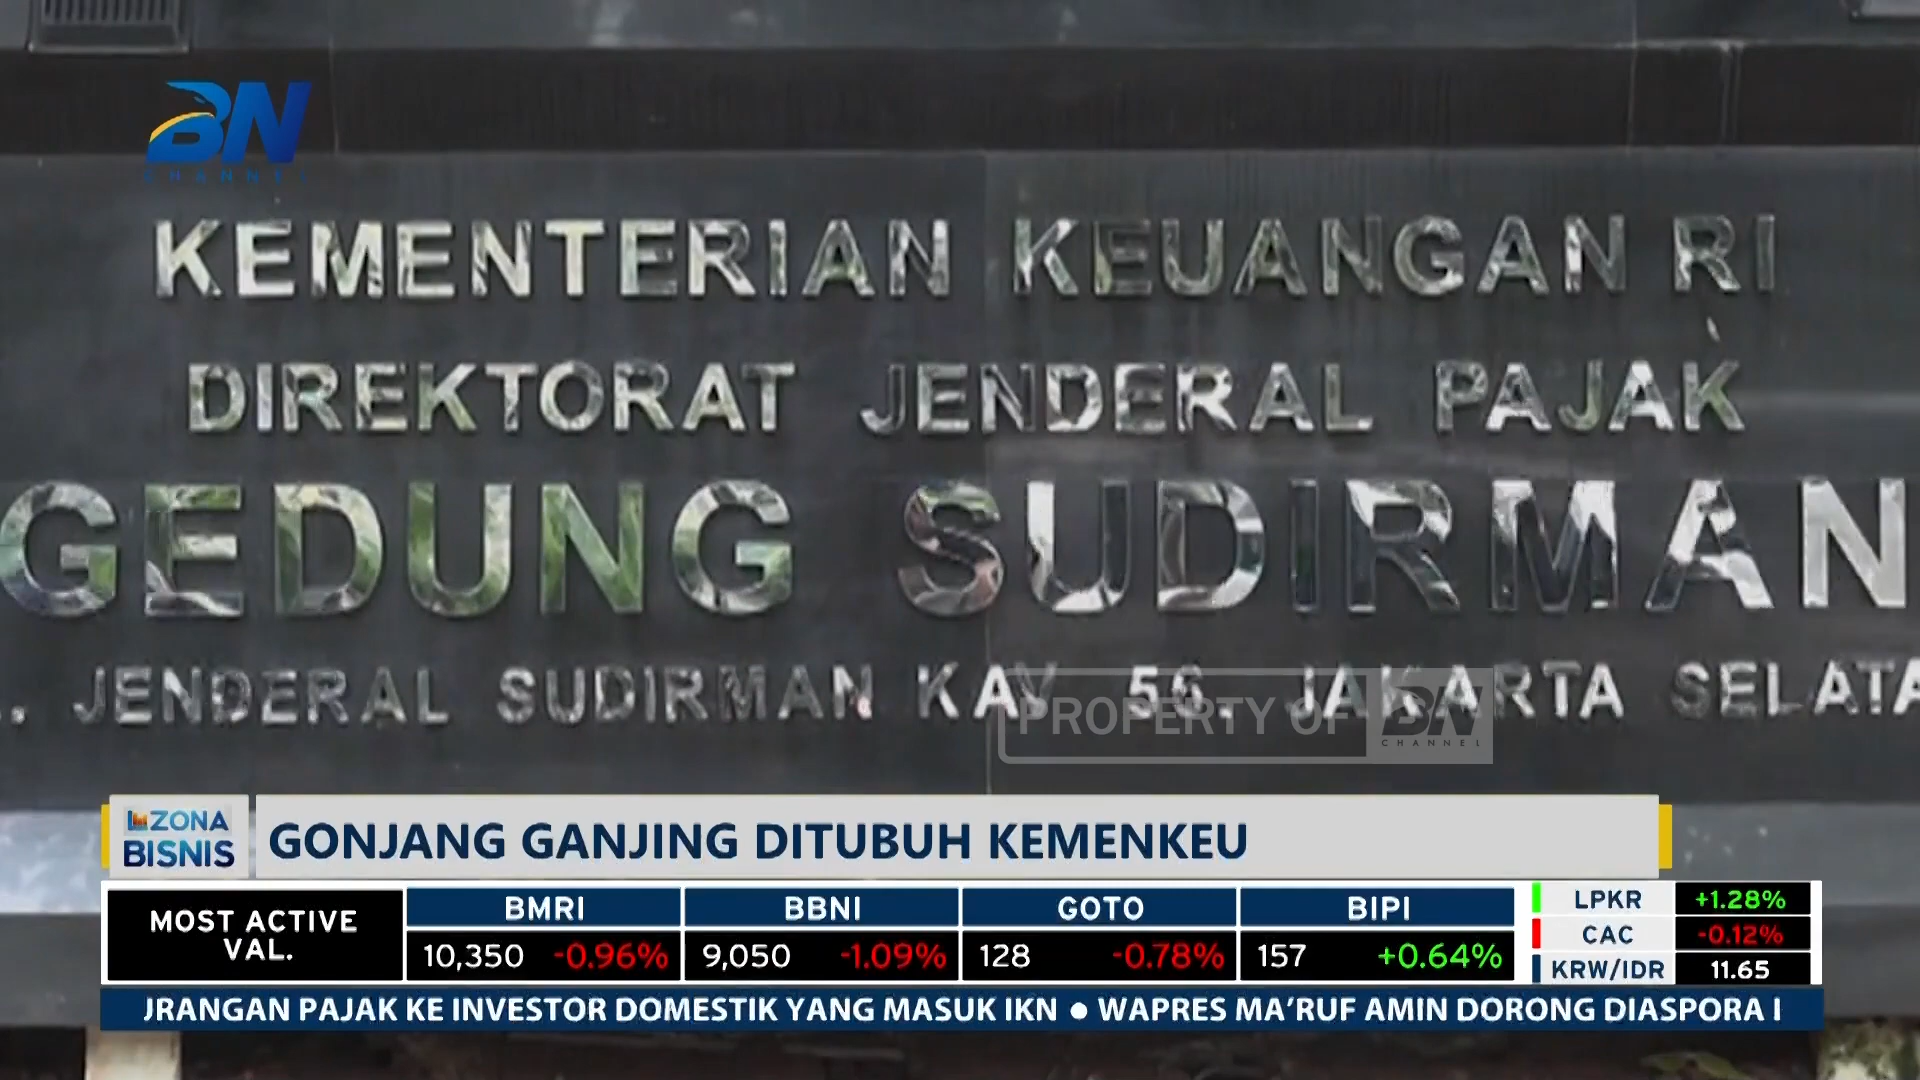 BN
CHANNEL
KEMENTERIAN KEUANGAN RI
DIREKTORAT JENDERAL PAJAK
GEDUNG SUDIRMAN
JENDERAL SUDIRMAN KAV 56. JAKARTA SELATA
PROPERTY OF BN
CHANNEL
ZONA
BISNIS
GONJANG GANJING DITUBUH KEMENKEU
MOST ACTIVE
VAL.
BMRI
10,350 -0.96%
BBNI
9,050 -1.09%
GOTO
128 -0.78%
BIPI
157 +0.64%
LPKR +1.28%
CAC -0.12%
KRW/IDR 11.65
JRANGAN PAJAK KE INVESTOR DOMESTIK YANG MASUK IKN ● WAPRES MA'RUF AMIN DORONG DIASPORA I